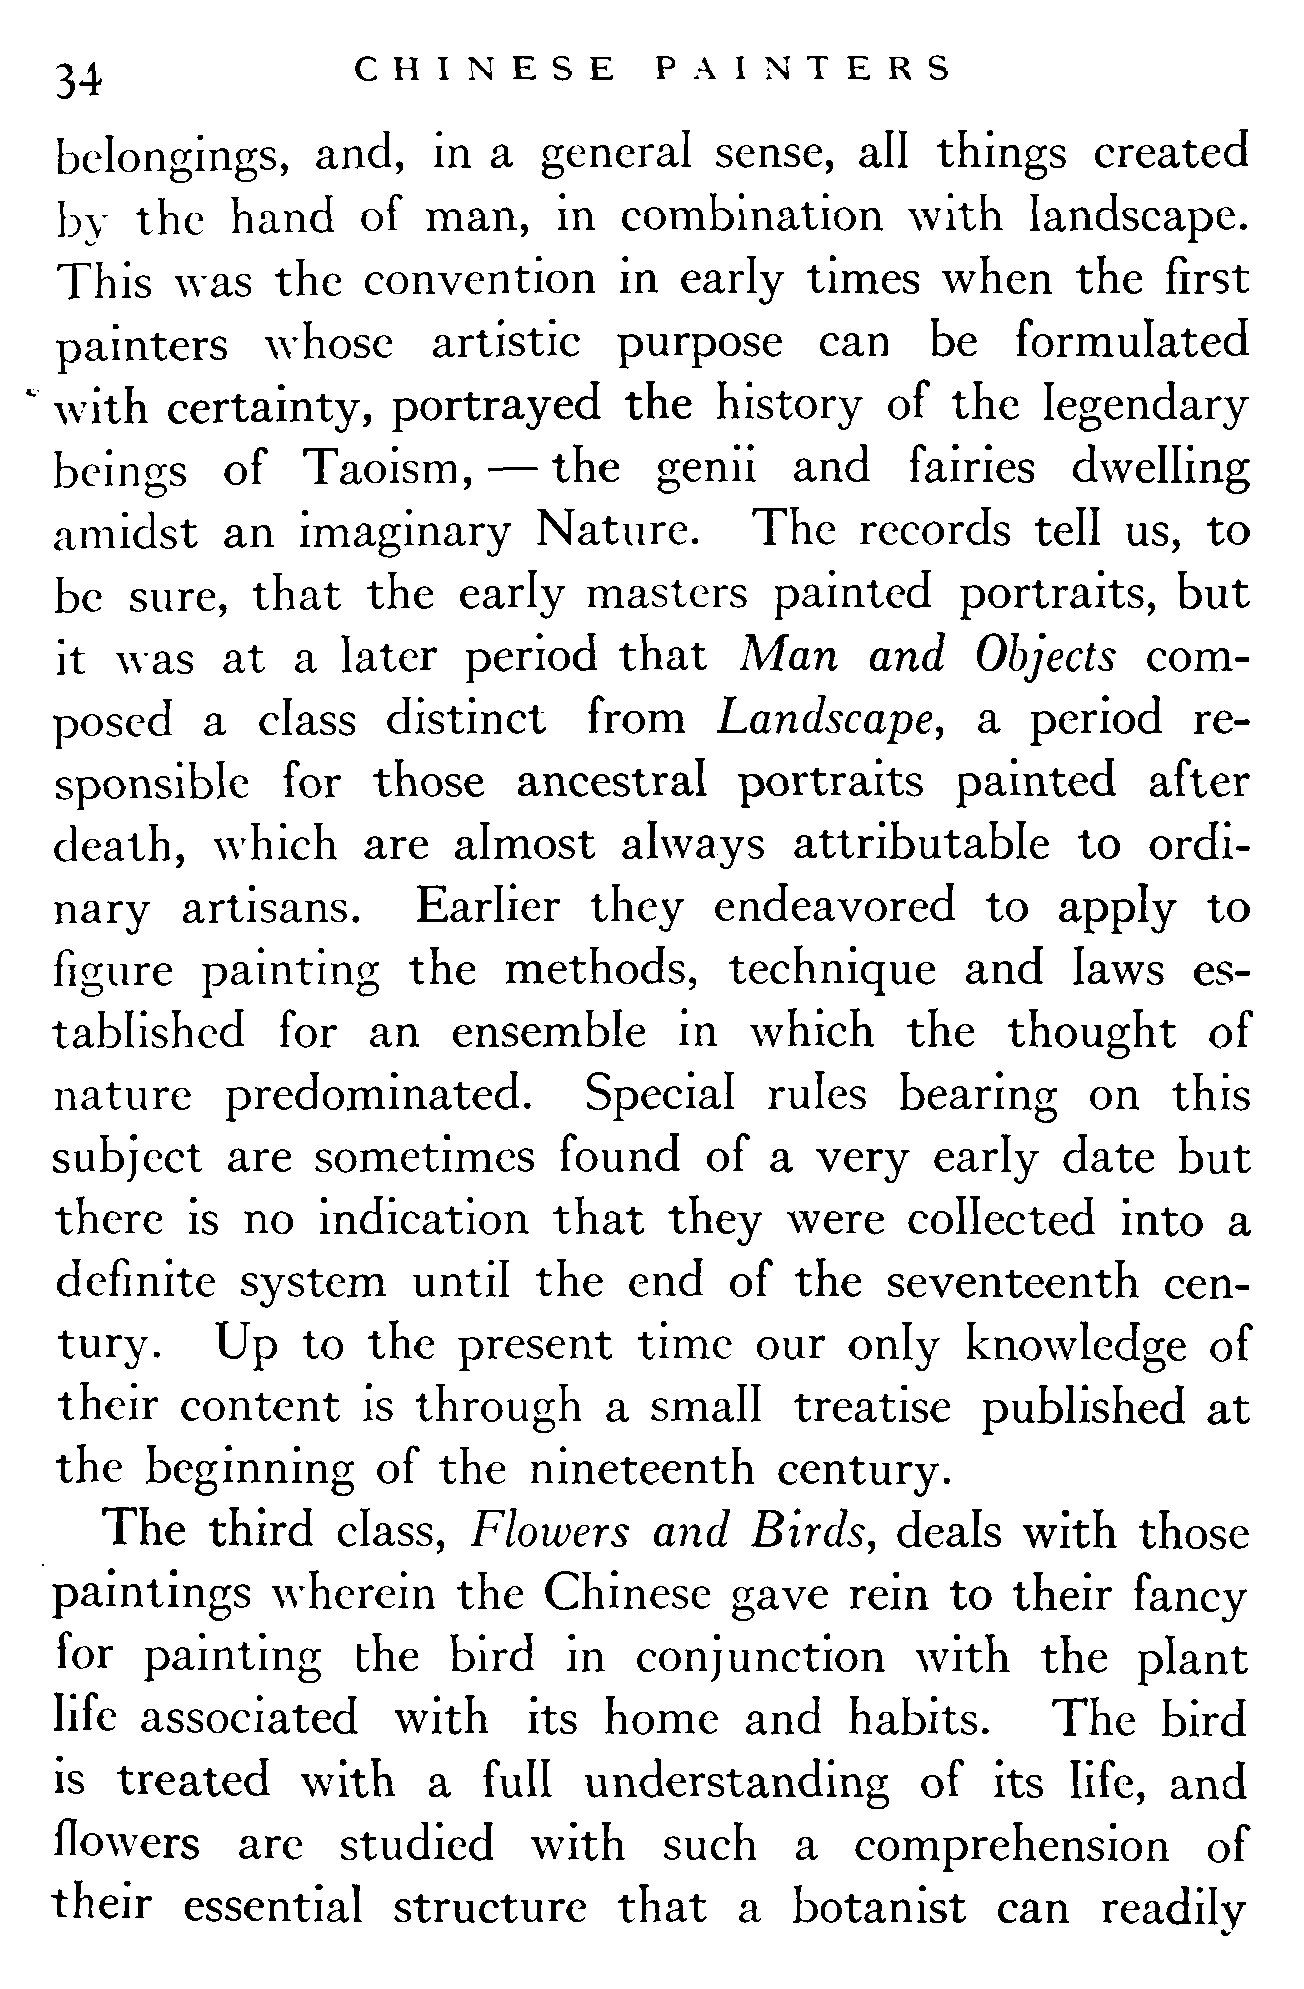 34 CHINESE PAINTERS
belongings, and, in a general sense, all things created
by the hand of man, in combination with landscape.
This was the convention in early times when the first
painters whose artistic purpose can be formulated
with certainty, portrayed the history of the legendary
beings of Taoism, — the genii and fairies dwelling
amidst an imaginary Nature. The records tell us, to
be sure, that the early masters painted portraits, but
it was at a later period that Man and Objects com-
posed a class distinct from Landscape, a period re-
sponsible for those ancestral portraits painted after
death, which are almost always attributable to ordi-
nary artisans. Earlier they endeavored to apply to
figure painting the methods, technique and laws es-
tablished for an ensemble in which the thought of
nature predominated. Special rules bearing on this
subject are sometimes found of a very early date but
there is no indication that they were collected into a
definite system until the end of the seventeenth cen-
tury. Up to the present time our only knowledge of
their content is through a small treatise published at
the beginning of the nineteenth century.
The third class, Flowers and Birds, deals with those
paintings wherein the Chinese gave rein to their fancy
for painting the bird in conjunction with the plant
life associated with its home and habits. The bird
is treated with a full understanding of its life, and
flowers are studied with such a comprehension of
their essential structure that a botanist can readily